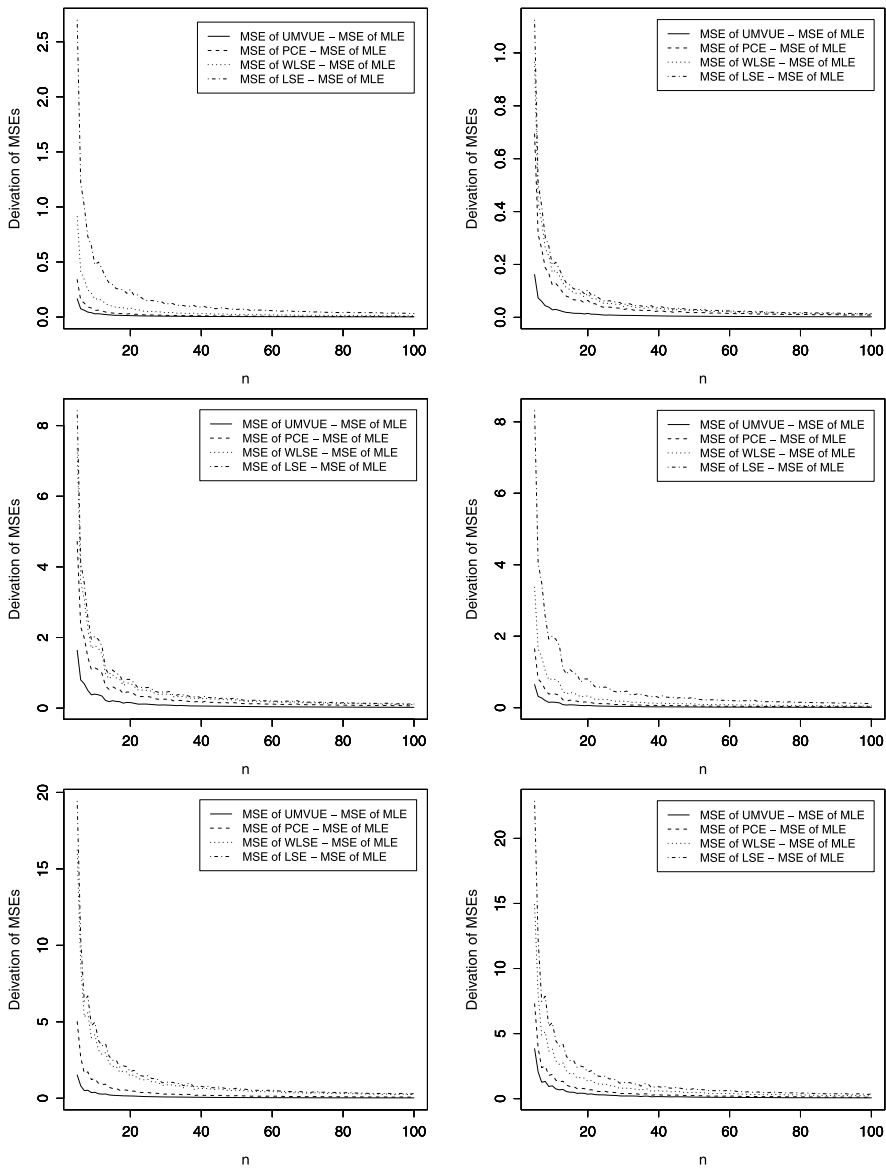 Deivation of MSEs
0.0 0.5 1.0 1.5 2.0 2.5
MSE of UMVUE − MSE of MLE
MSE of PCE − MSE of MLE
MSE of WLSE − MSE of MLE
MSE of LSE − MSE of MLE
20 40 60 80 100
n
Deivation of MSEs
0.0 0.2 0.4 0.6 0.8 1.0
MSE of UMVUE − MSE of MLE
MSE of PCE − MSE of MLE
MSE of WLSE − MSE of MLE
MSE of LSE − MSE of MLE
20 40 60 80 100
n
Deivation of MSEs
0 2 4 6 8
MSE of UMVUE − MSE of MLE
MSE of PCE − MSE of MLE
MSE of WLSE − MSE of MLE
MSE of LSE − MSE of MLE
20 40 60 80 100
n
Deivation of MSEs
0 2 4 6 8
MSE of UMVUE − MSE of MLE
MSE of PCE − MSE of MLE
MSE of WLSE − MSE of MLE
MSE of LSE − MSE of MLE
20 40 60 80 100
n
Deivation of MSEs
0 5 10 15 20
MSE of UMVUE − MSE of MLE
MSE of PCE − MSE of MLE
MSE of WLSE − MSE of MLE
MSE of LSE − MSE of MLE
20 40 60 80 100
n
Deivation of MSEs
0 5 10 15 20
MSE of UMVUE − MSE of MLE
MSE of PCE − MSE of MLE
MSE of WLSE − MSE of MLE
MSE of LSE − MSE of MLE
20 40 60 80 100
n